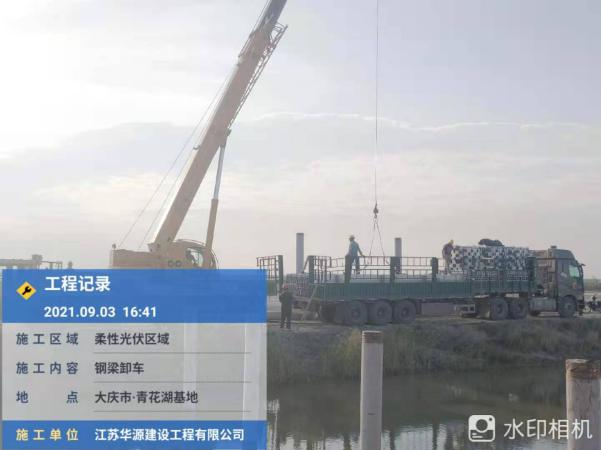 工程记录
2021.09.03 16:41
施工区域 柔性光伏区域
施工内容 钢梁卸车
地点 大庆市·青花湖基地
施工单位 江苏华源建设工程有限公司
水印相机